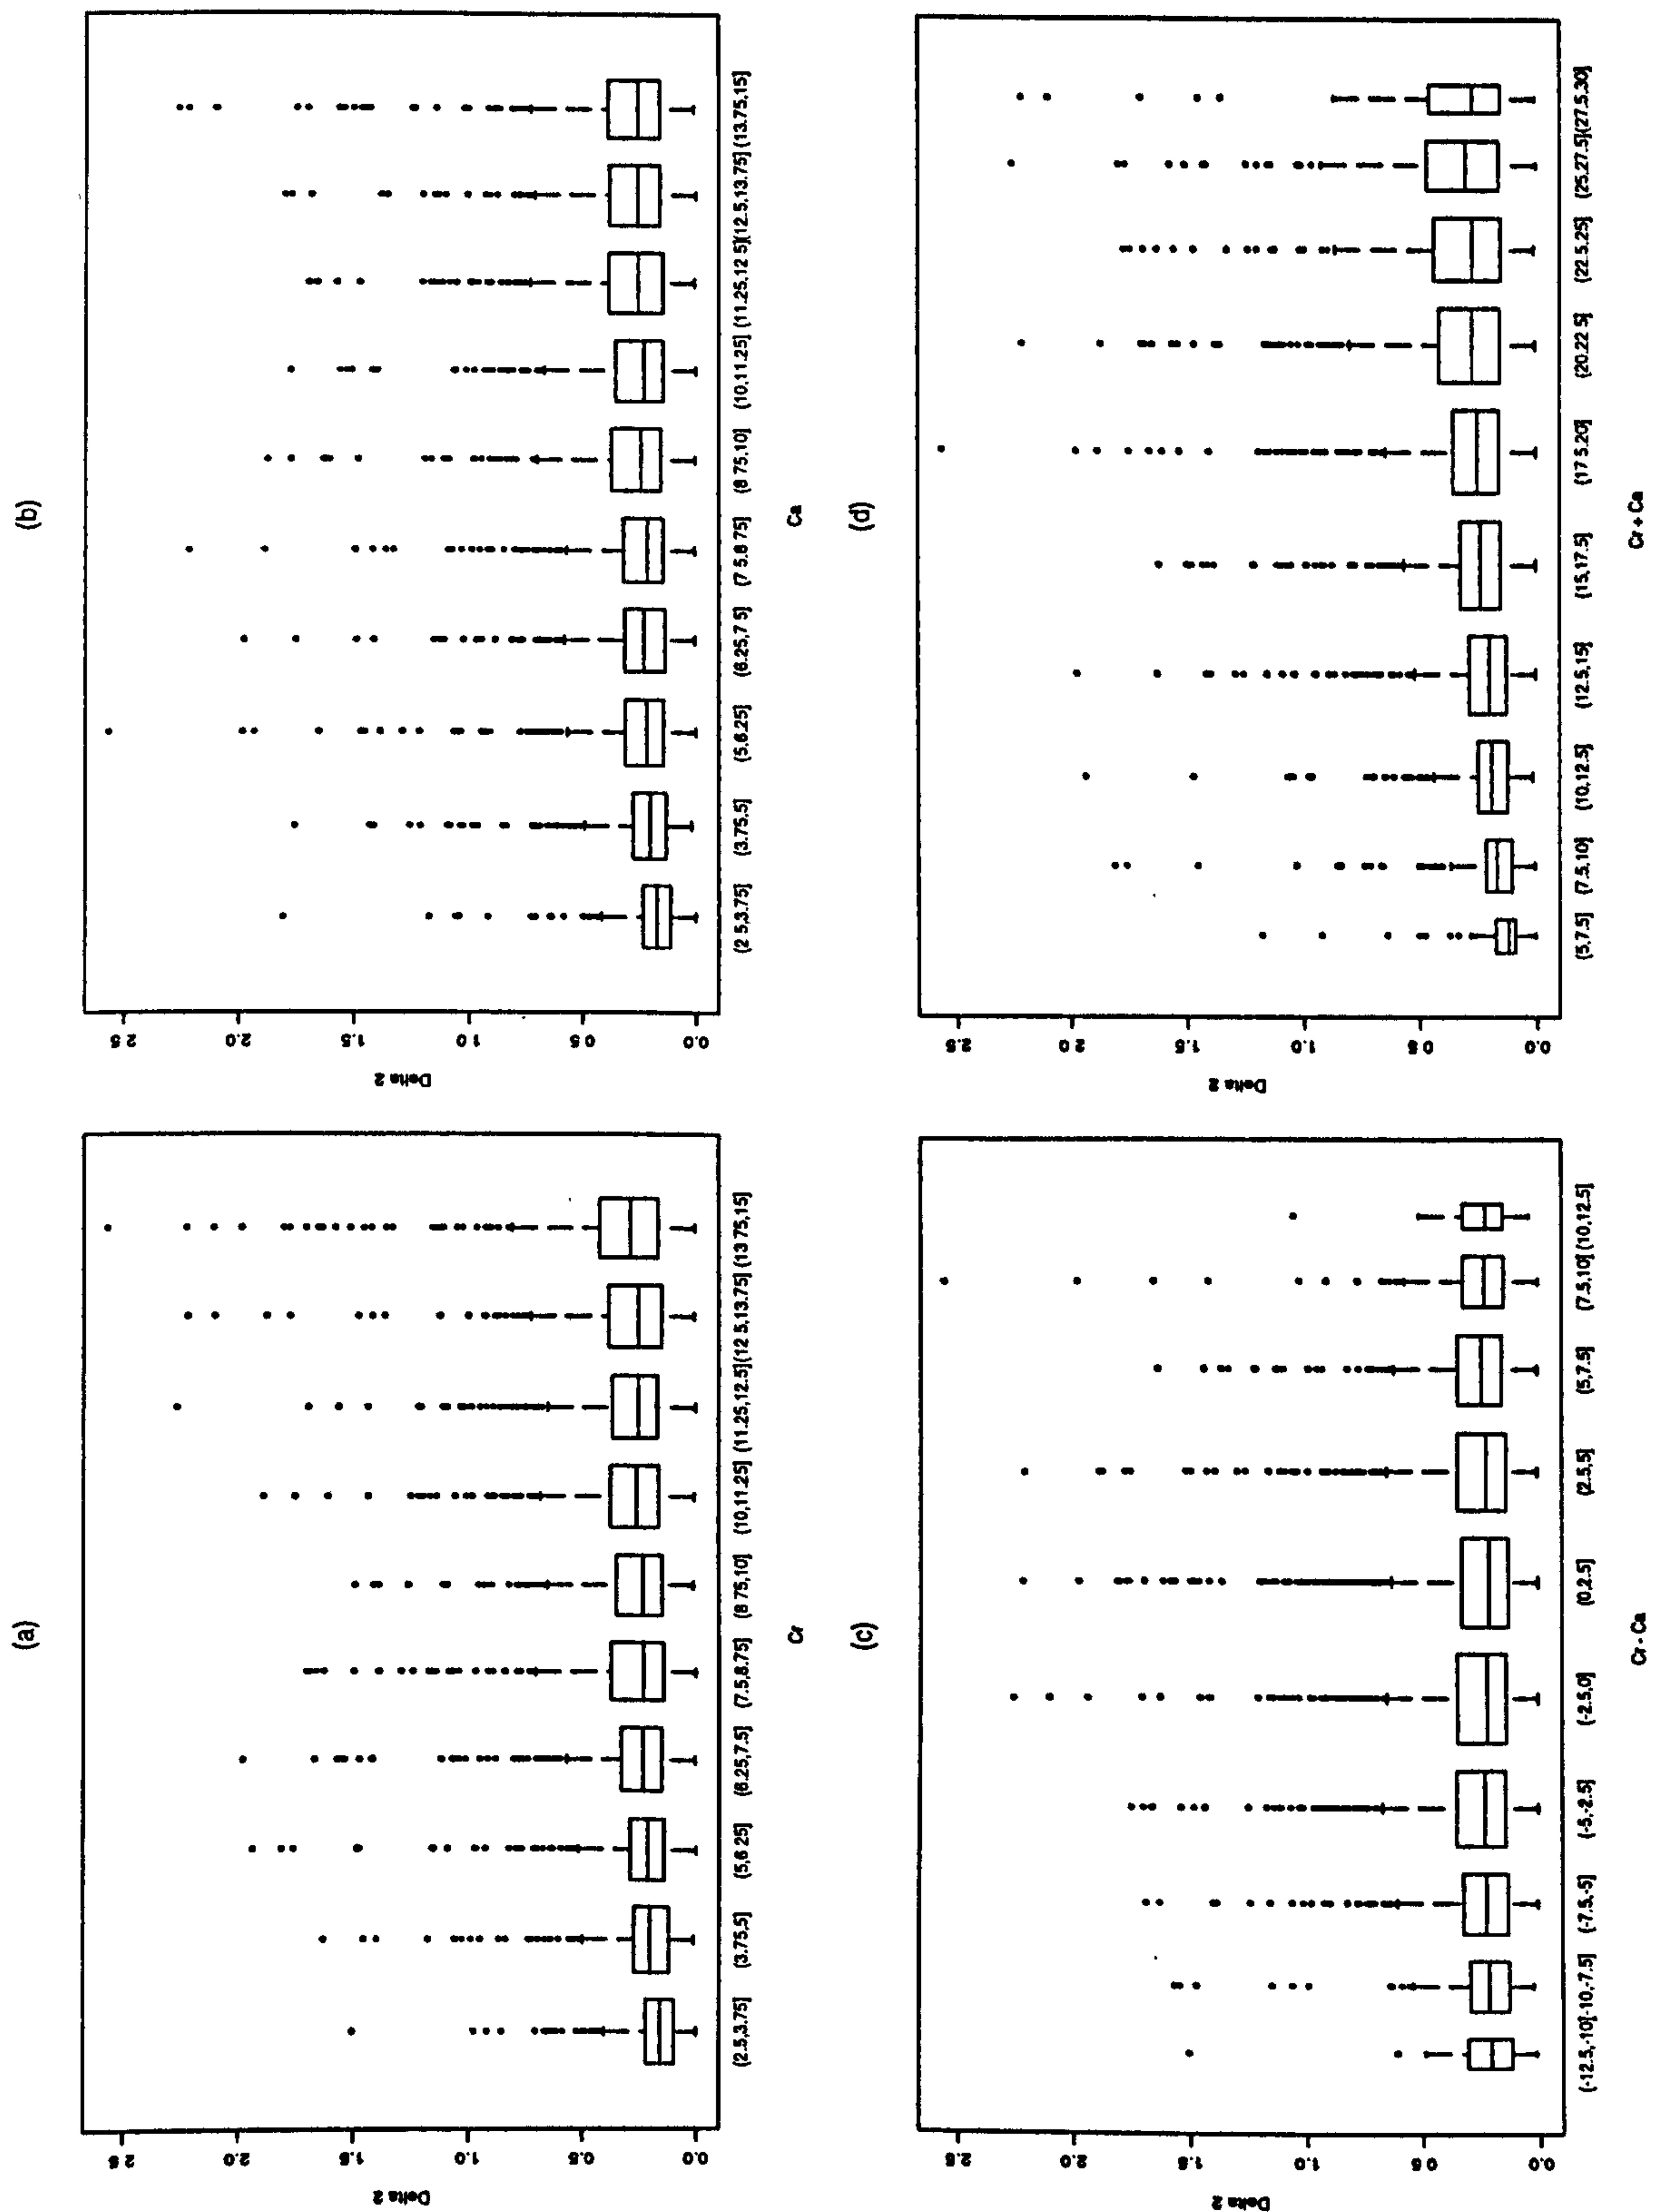 (a)
Delta 2
0.0 0.5 1.0 1.5 2.0 2.5
(2.5,3.75] (3.75,5] (5,6.25] (6.25,7.5] (7.5,8.75] (8.75,10] (10,11.25] (11.25,12.5] (12.5,13.75] (13.75,15]
Cr
(b)
Delta 2
0.0 0.5 1.0 1.5 2.0 2.5
(2.5,3.75] (3.75,5] (5,6.25] (6.25,7.5] (7.5,8.75] (8.75,10] (10,11.25] (11.25,12.5] (12.5,13.75] (13.75,15]
Ca
(c)
Delta 2
0.0 0.5 1.0 1.5 2.0 2.5
(-12.5,-10] (-10,-7.5] (-7.5,-5] (-5,-2.5] (-2.5,0] (0,2.5] (2.5,5] (5,7.5] (7.5,10] (10,12.5]
Cr - Ca
(d)
Delta 2
0.0 0.5 1.0 1.5 2.0 2.5
(5,7.5] (7.5,10] (10,12.5] (12.5,15] (15,17.5] (17.5,20] (20,22.5] (22.5,25] (25,27.5] (27.5,30]
Cr + Ca